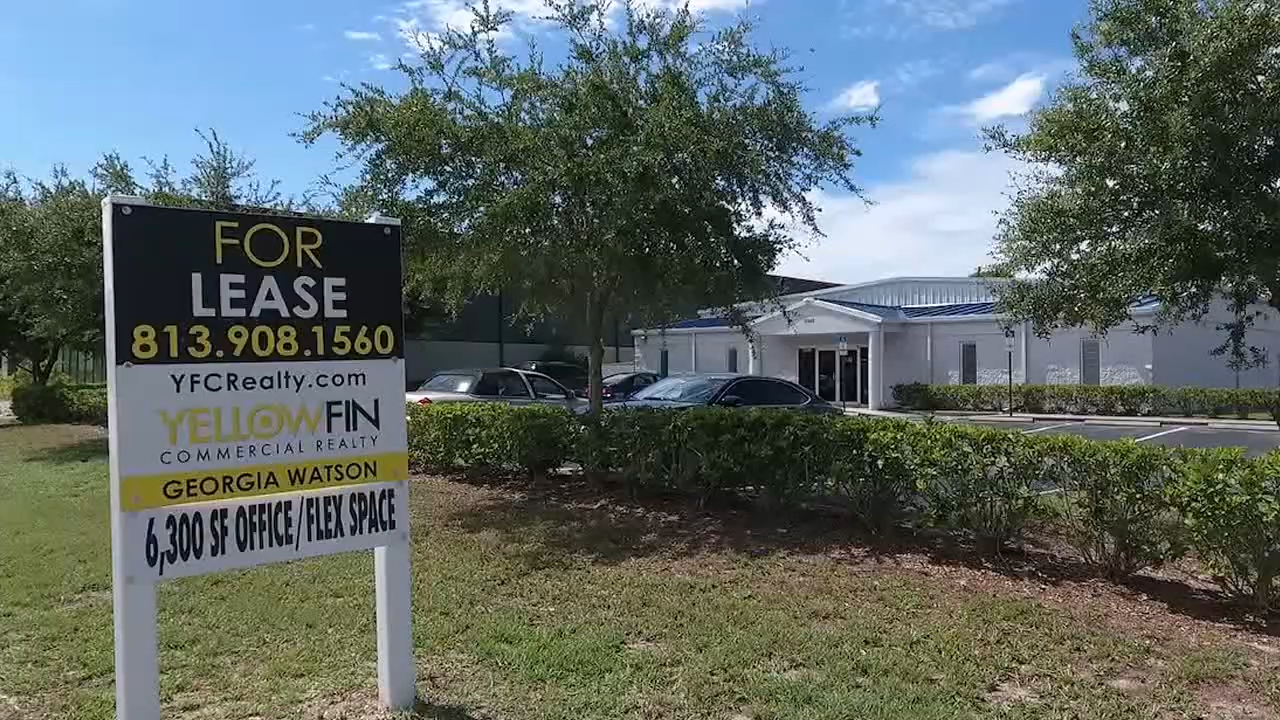 FOR
LEASE
813.908.1560
YFCRealty.com
YELLOWFIN
COMMERCIAL REALTY
GEORGIA WATSON
6,300 SF OFFICE/FLEX SPACE